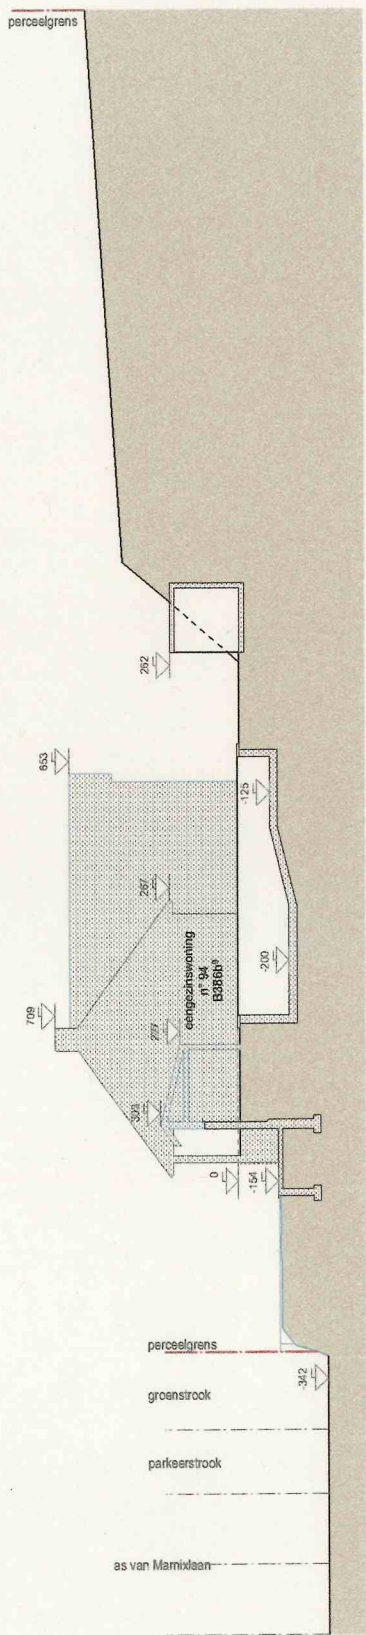 perceelgrens
262
653
-125
267
eengezinswoning
n° 94
B386b⁹
-200
709
303
0
-154
perceelgrens
-342
groenstrook
parkeerstrook
as van Marnixlaan